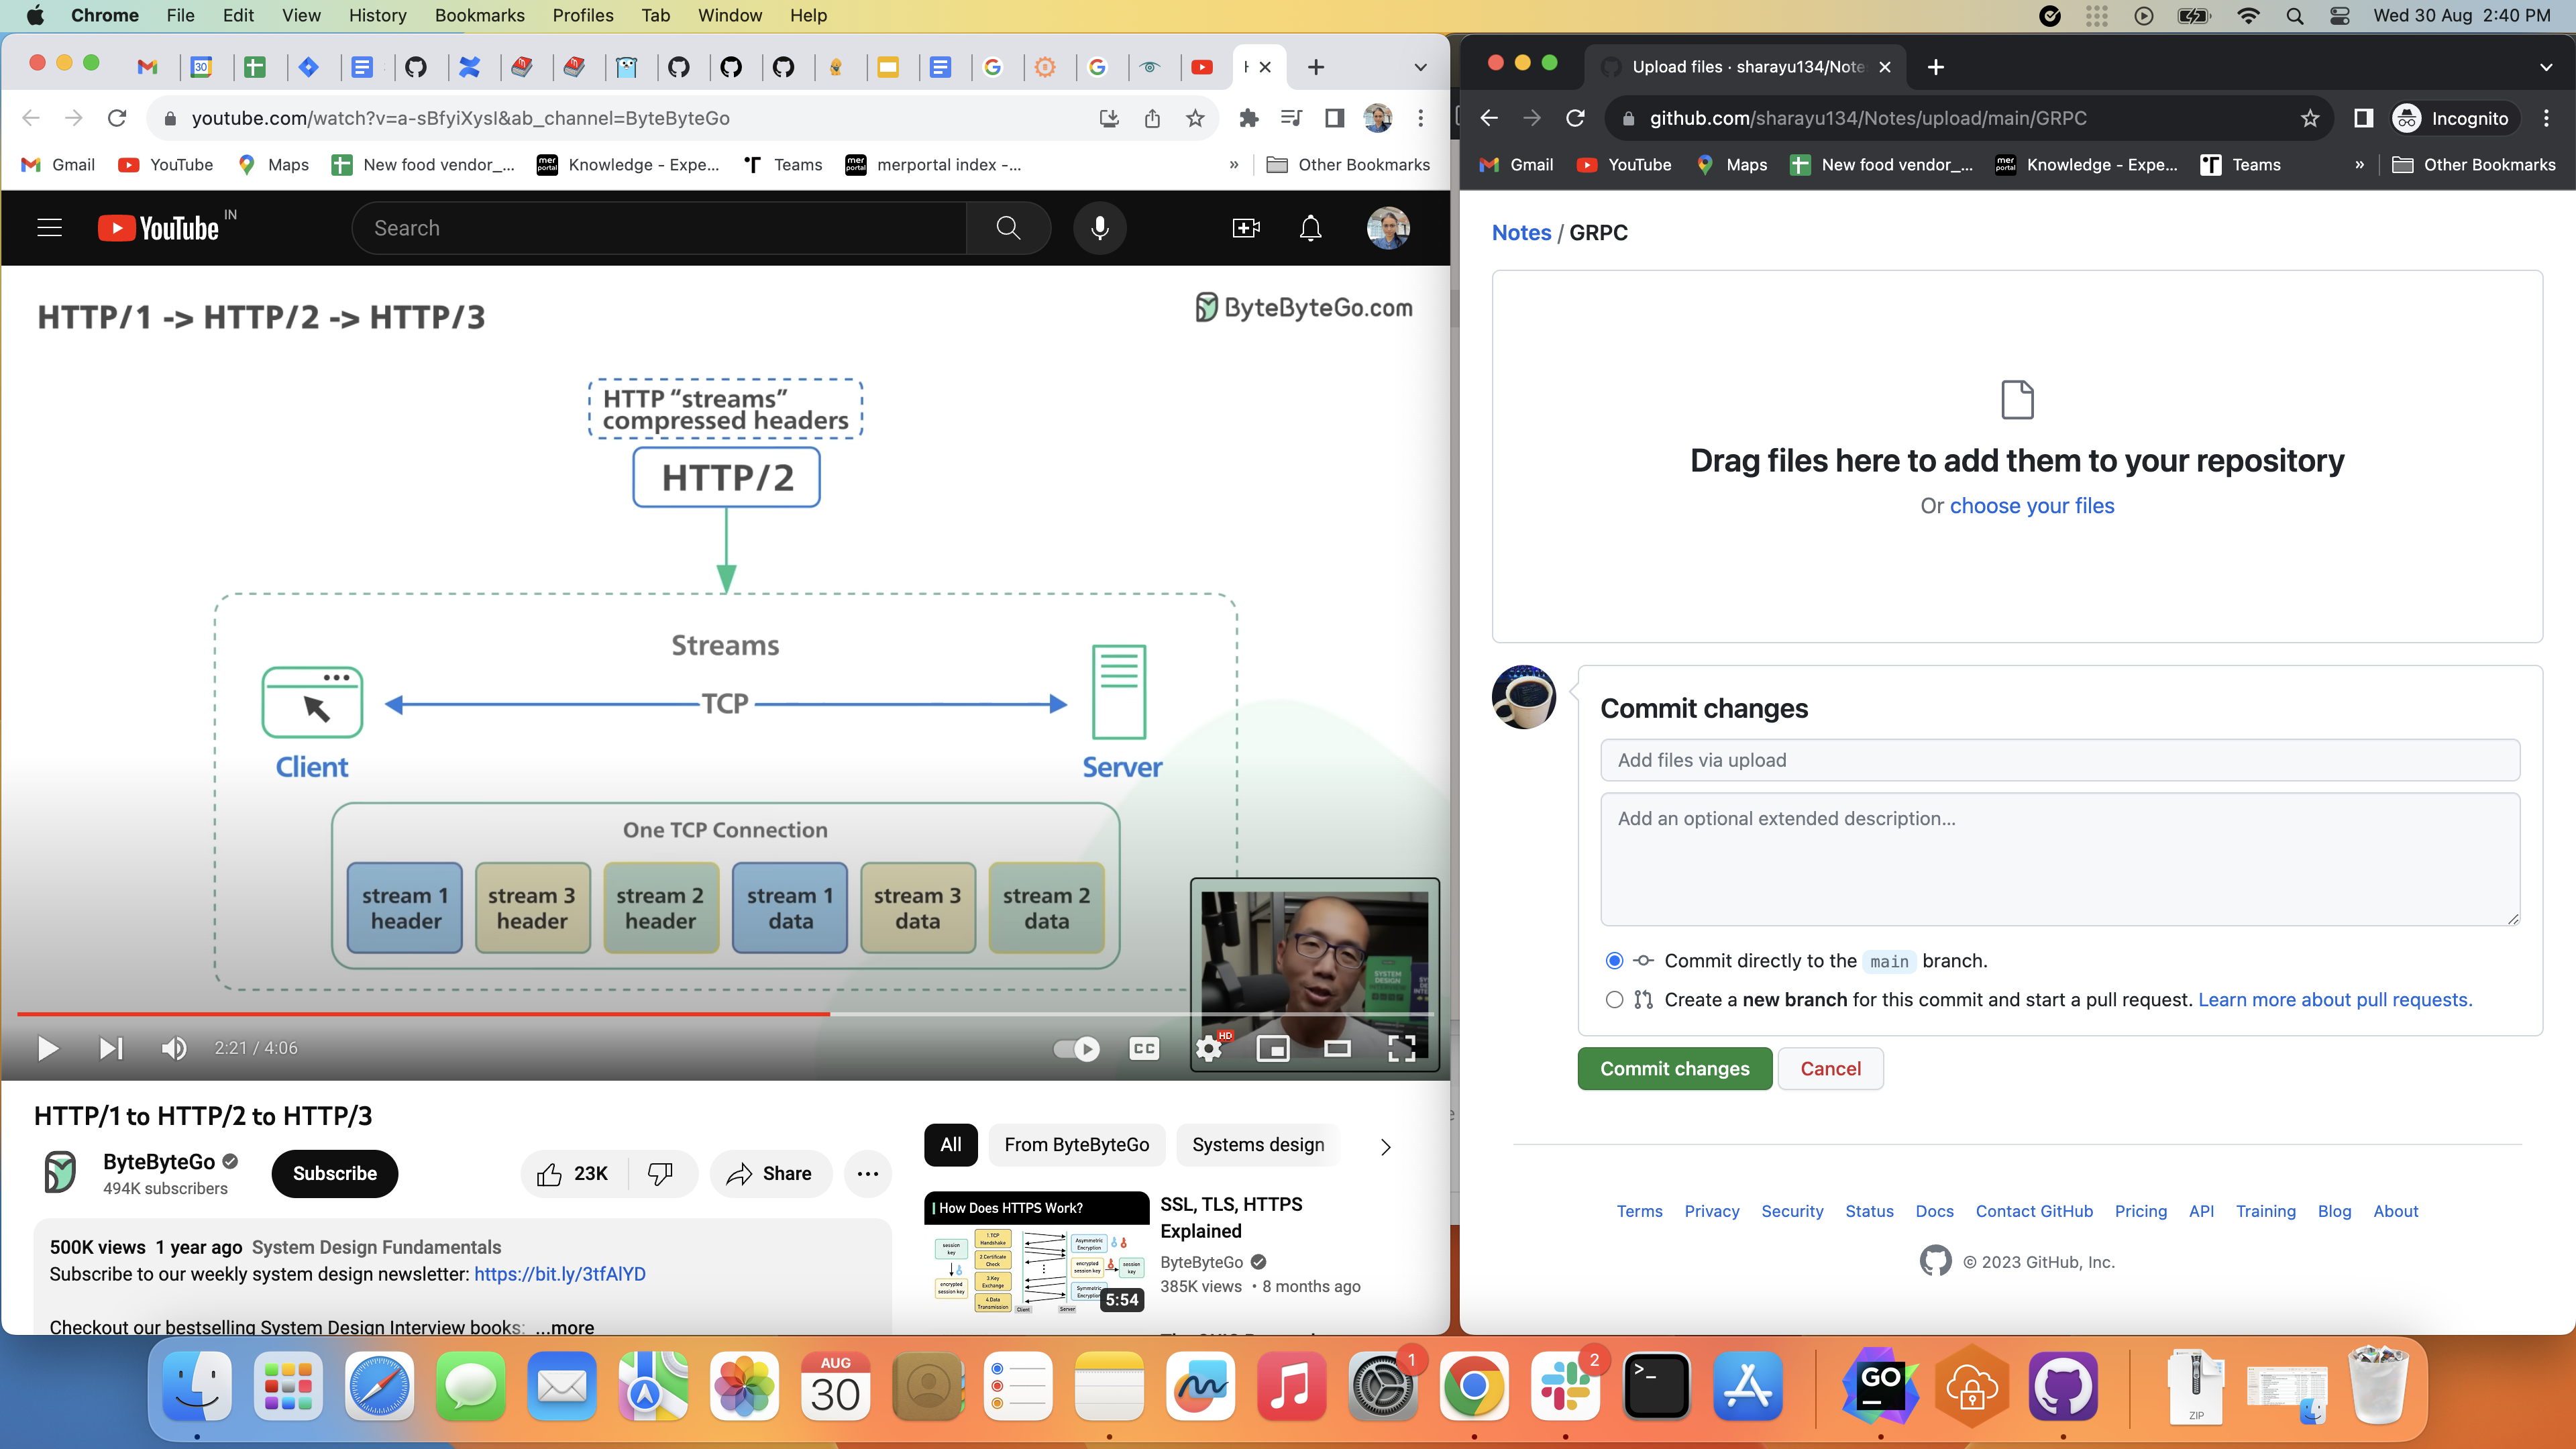 Chrome File Edit View History Bookmarks Profiles Tab Window Help
Wed 30 Aug 2:40 PM
youtube.com/watch?v=a-sBfyiXysI&ab_channel=ByteByteGo
Gmail YouTube Maps New food vendor_... Knowledge - Expe... Teams merportal index -... » Other Bookmarks
YouTube IN
Search
HTTP/1 -> HTTP/2 -> HTTP/3
ByteByteGo.com
HTTP “streams”
compressed headers
HTTP/2
Streams
TCP
Client
Server
One TCP Connection
stream 1 header
stream 3 header
stream 2 header
stream 1 data
stream 3 data
stream 2 data
SYSTEM DESIGN
2:21 / 4:06
CC
HD
HTTP/1 to HTTP/2 to HTTP/3
ByteByteGo
494K subscribers
Subscribe
23K
Share
500K views 1 year ago System Design Fundamentals
Subscribe to our weekly system design newsletter: https://bit.ly/3tfAlYD
Checkout our bestselling System Design Interview books: ...more
All From ByteByteGo Systems design
How Does HTTPS Work?
5:54
SSL, TLS, HTTPS
Explained
ByteByteGo
385K views • 8 months ago
Upload files · sharayu134/Note
github.com/sharayu134/Notes/upload/main/GRPC
Incognito
Gmail YouTube Maps New food vendor_... Knowledge - Expe... Teams » Other Bookmarks
Notes / GRPC
Drag files here to add them to your repository
Or choose your files
Commit changes
Add files via upload
Add an optional extended description...
Commit directly to the main branch.
Create a new branch for this commit and start a pull request. Learn more about pull requests.
Commit changes Cancel
Terms Privacy Security Status Docs Contact GitHub Pricing API Training Blog About
© 2023 GitHub, Inc.
AUG
30
1
2
GO
ZIP